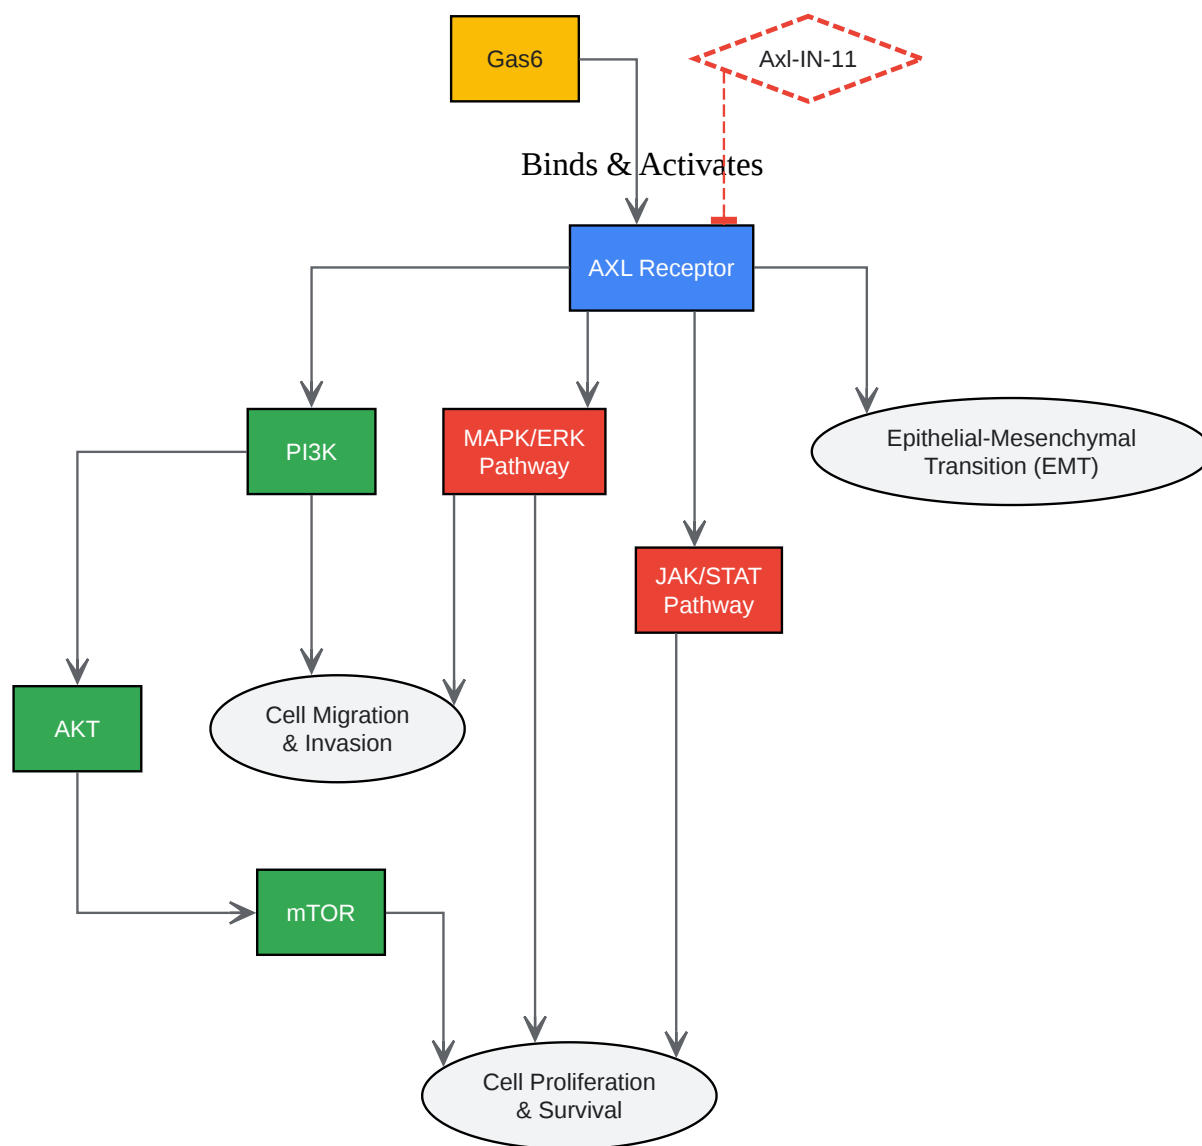 Gas6
Axl-IN-11
Binds & Activates
AXL Receptor
PI3K
MAPK/ERK
Pathway
Epithelial-Mesenchymal
Transition (EMT)
JAK/STAT
Pathway
AKT
Cell Migration
& Invasion
mTOR
Cell Proliferation
& Survival